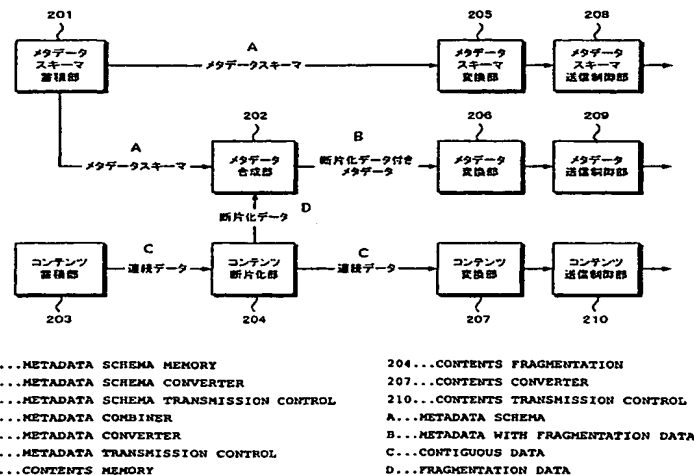 201
205
208
メタデータ
スキーマ
蓄積部
A
メタデータスキーマ
メタデータ
スキーマ
変換部
メタデータ
スキーマ
送信制御部
202
206
209
A
メタデータスキーマ
メタデータ
合成部
B
断片化データ付き
メタデータ
メタデータ
変換部
メタデータ
送信制御部
断片化データ
D
コンテンツ
蓄積部
C
連続データ
コンテンツ
断片化部
C
連続データ
コンテンツ
変換部
コンテンツ
送信制御部
203
204
207
210
...METADATA SCHEMA MEMORY
...METADATA SCHEMA CONVERTER
...METADATA SCHEMA TRANSMISSION CONTROL
...METADATA COMBINER
...METADATA CONVERTER
...METADATA TRANSMISSION CONTROL
...CONTENTS MEMORY
204...CONTENTS FRAGMENTATION
207...CONTENTS CONVERTER
210...CONTENTS TRANSMISSION CONTROL
A...METADATA SCHEMA
B...METADATA WITH FRAGMENTATION DATA
C...CONTIGUOUS DATA
D...FRAGMENTATION DATA